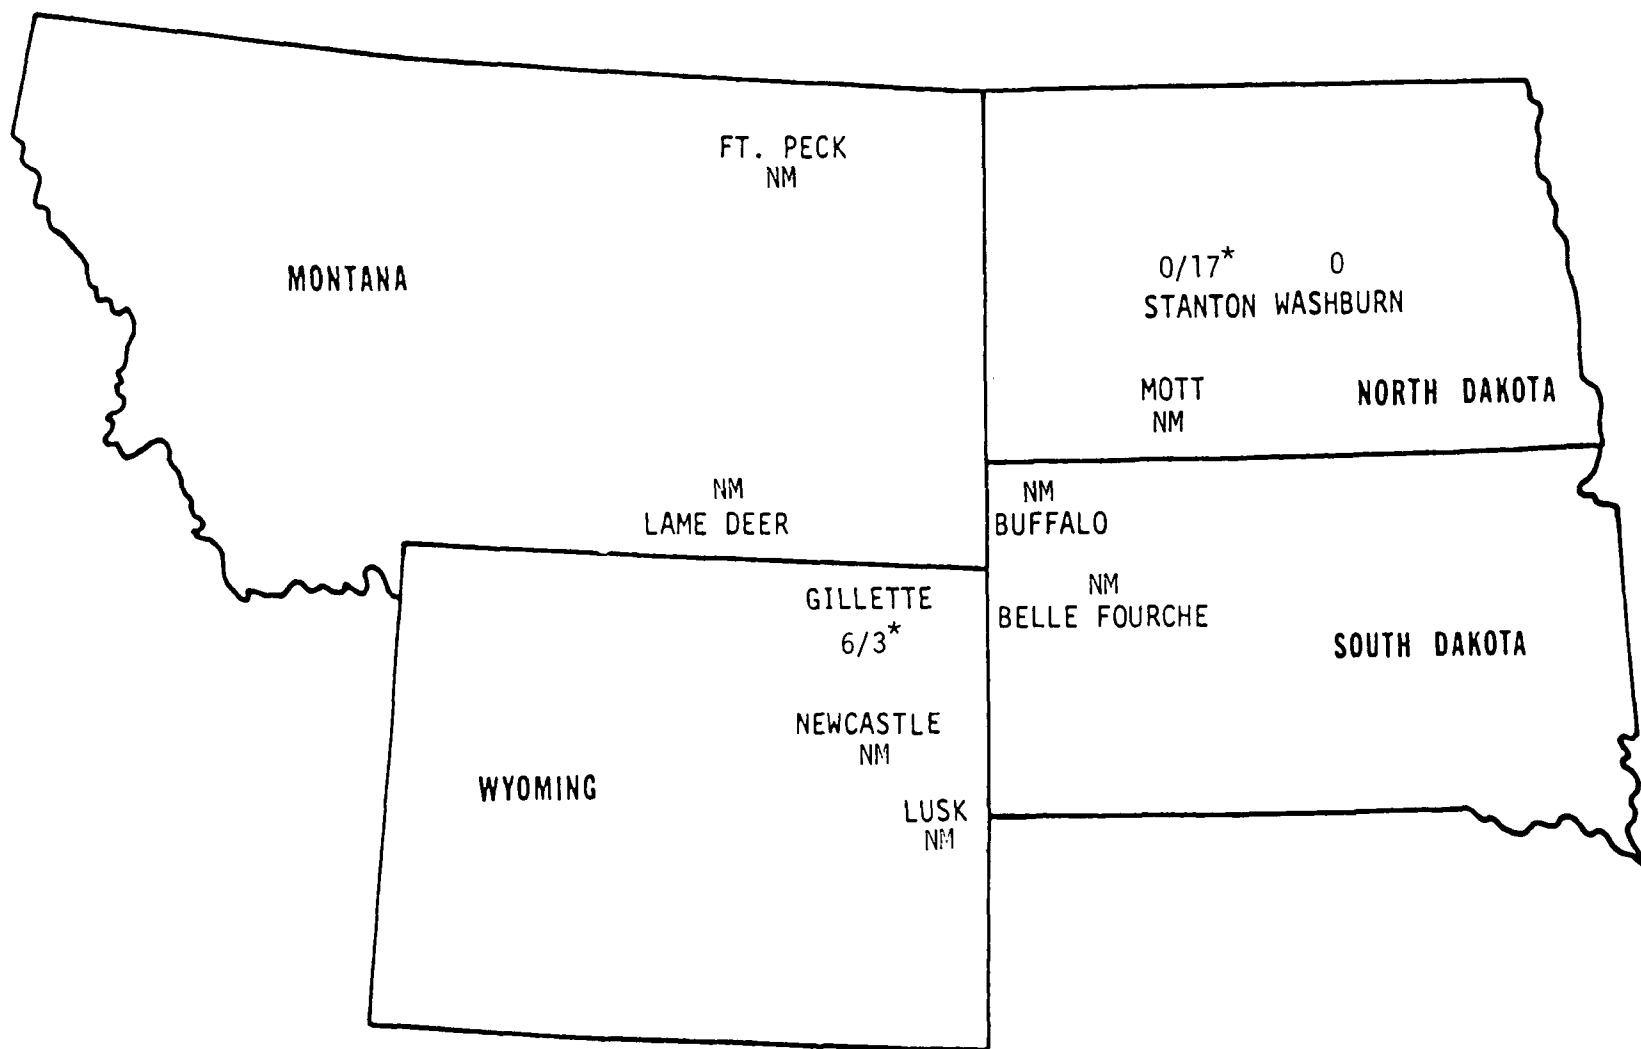 FT. PECK
NM
MONTANA
0/17* 0
STANTON WASHBURN
MOTT
NM
NORTH DAKOTA
NM
LAME DEER
NM
BUFFALO
GILLETTE
6/3*
NM
BELLE FOURCHE
SOUTH DAKOTA
NEWCASTLE
NM
WYOMING
LUSK
NM